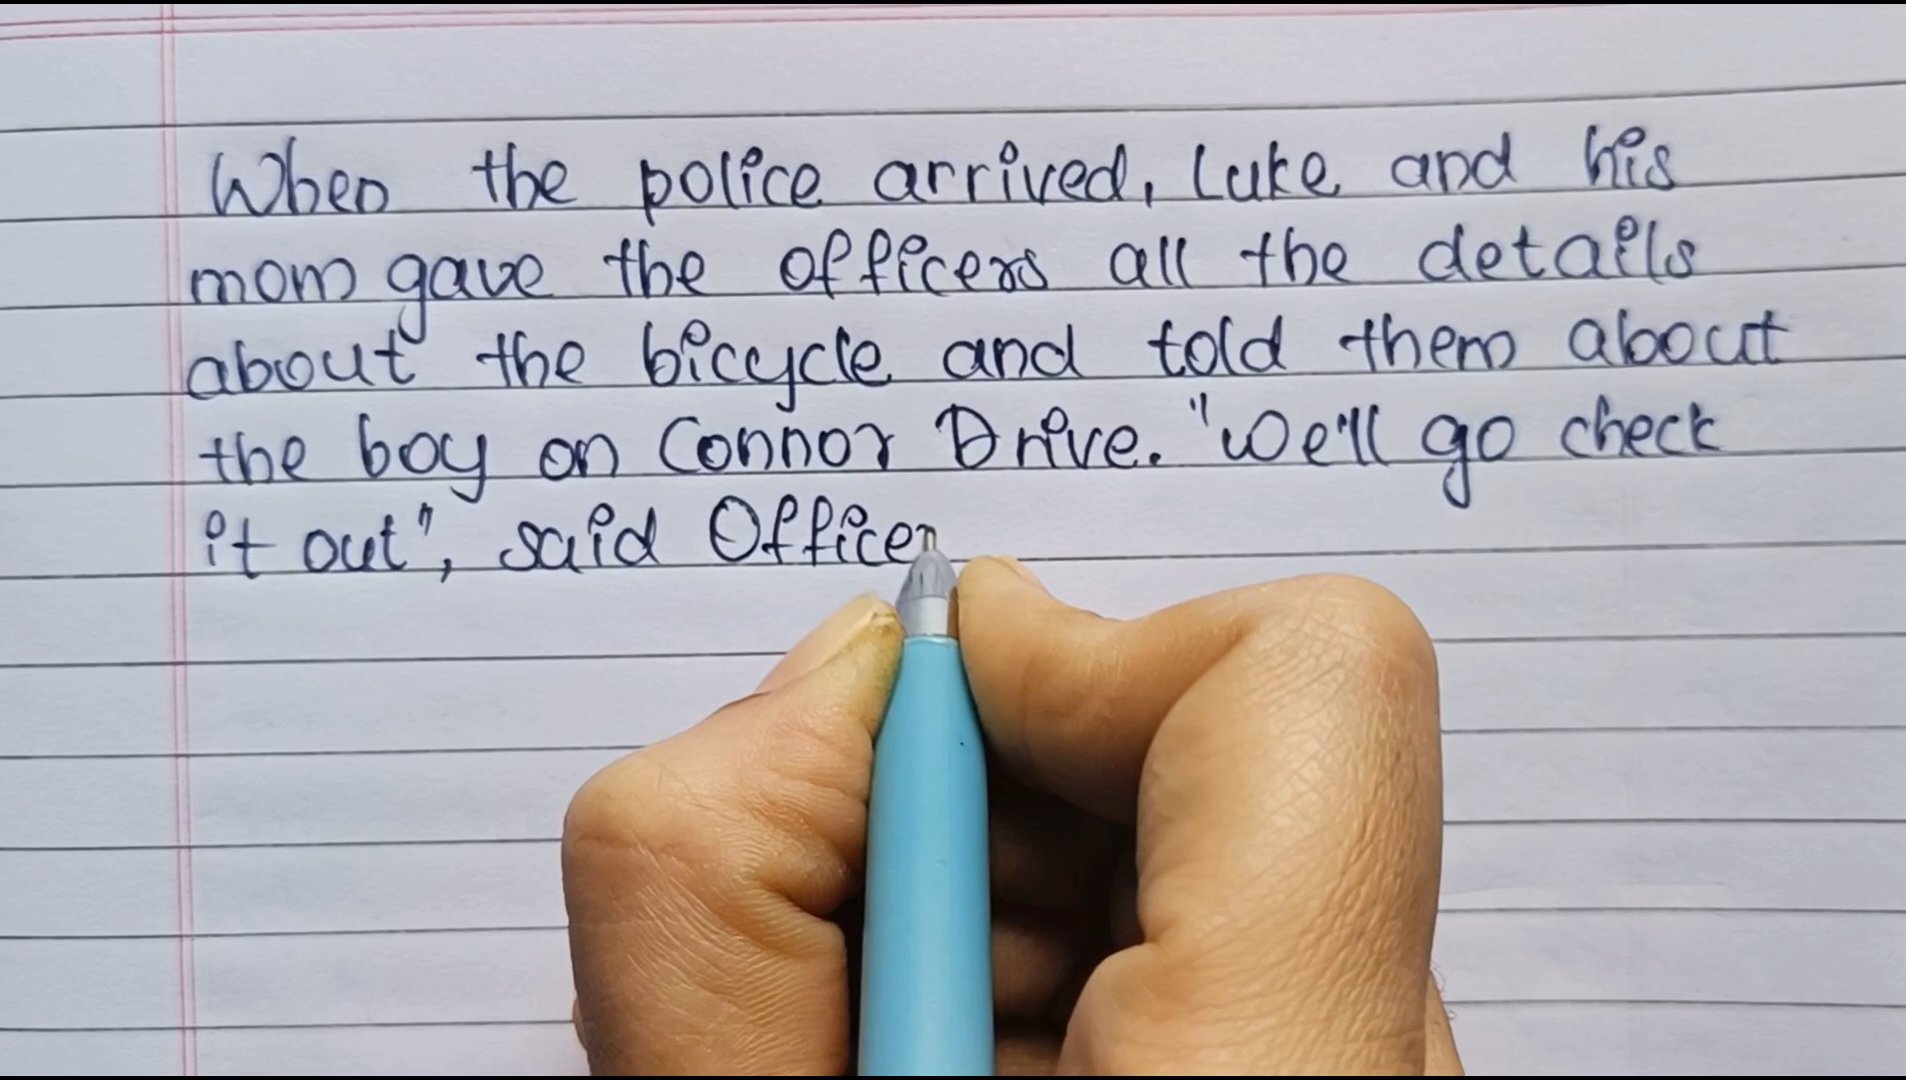 When the police arrived, Luke and his
mom gave the officers all the details
about the bicycle and told them about
the boy on Connor Drive. "We'll go check
it out", said Officer